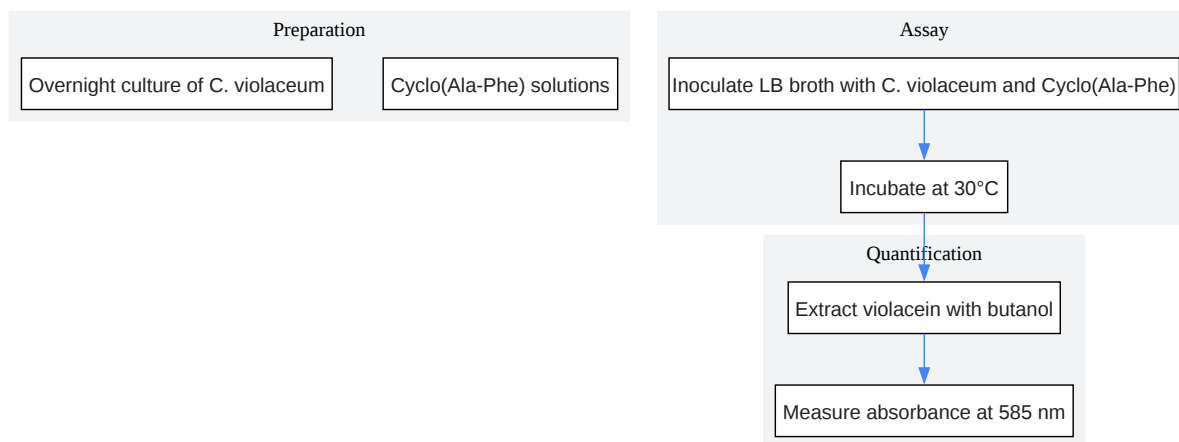 Preparation
Overnight culture of C. violaceum
Cyclo(Ala-Phe) solutions
Assay
Inoculate LB broth with C. violaceum and Cyclo(Ala-Phe)
Incubate at 30°C
Quantification
Extract violacein with butanol
Measure absorbance at 585 nm